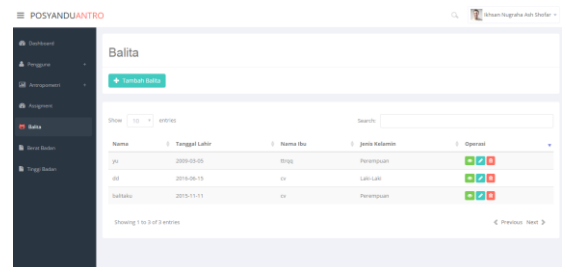 POSYANDUANTRO
Ikhsan Nugraha Ash Shofar
Dashboard
Pengguna
Antropometri
Assigment
Balita
Berat Badan
Tinggi Badan
Balita
+ Tambah Balita
Show 10 entries
Search:
Nama Tanggal Lahir Nama Ibu Jenis Kelamin Operasi
yu 2009-09-09 Perempuan
dd 2016-06-15 cv Laki-Laki
balitaku 2015-11-11 cv Perempuan
Showing 1 to 3 of 3 entries
Previous Next